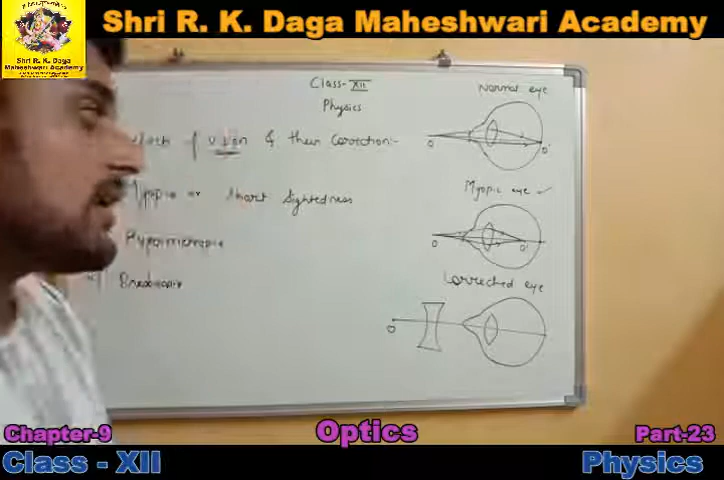 Shri R. K. Daga Maheshwari Academy
Shri R. K. Daga
Maheshwari Academy
Class-XII
Physics
of vision & their correction:-
Myopia or short sightedness
Hypermetropia
Normal eye
O
O'
Myopic eye
O
O'
Corrected eye
O
Chapter-9
Optics
Part-23
Class - XII
Physics